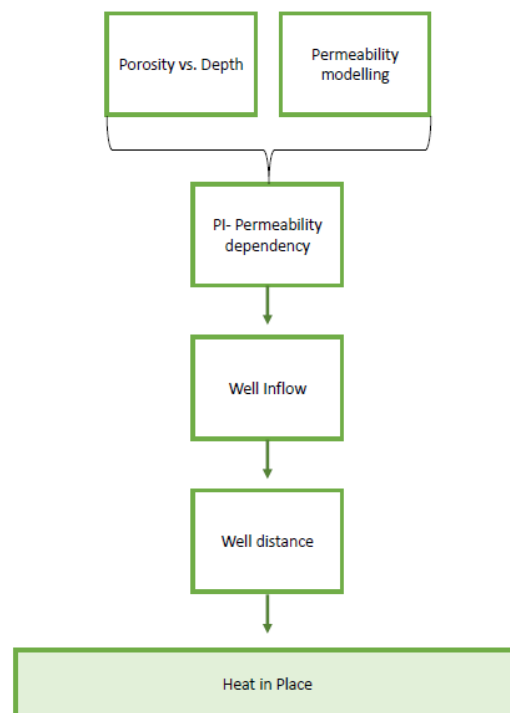 Porosity vs. Depth
Permeability
modelling
PI- Permeability
dependency
Well Inflow
Well distance
Heat in Place